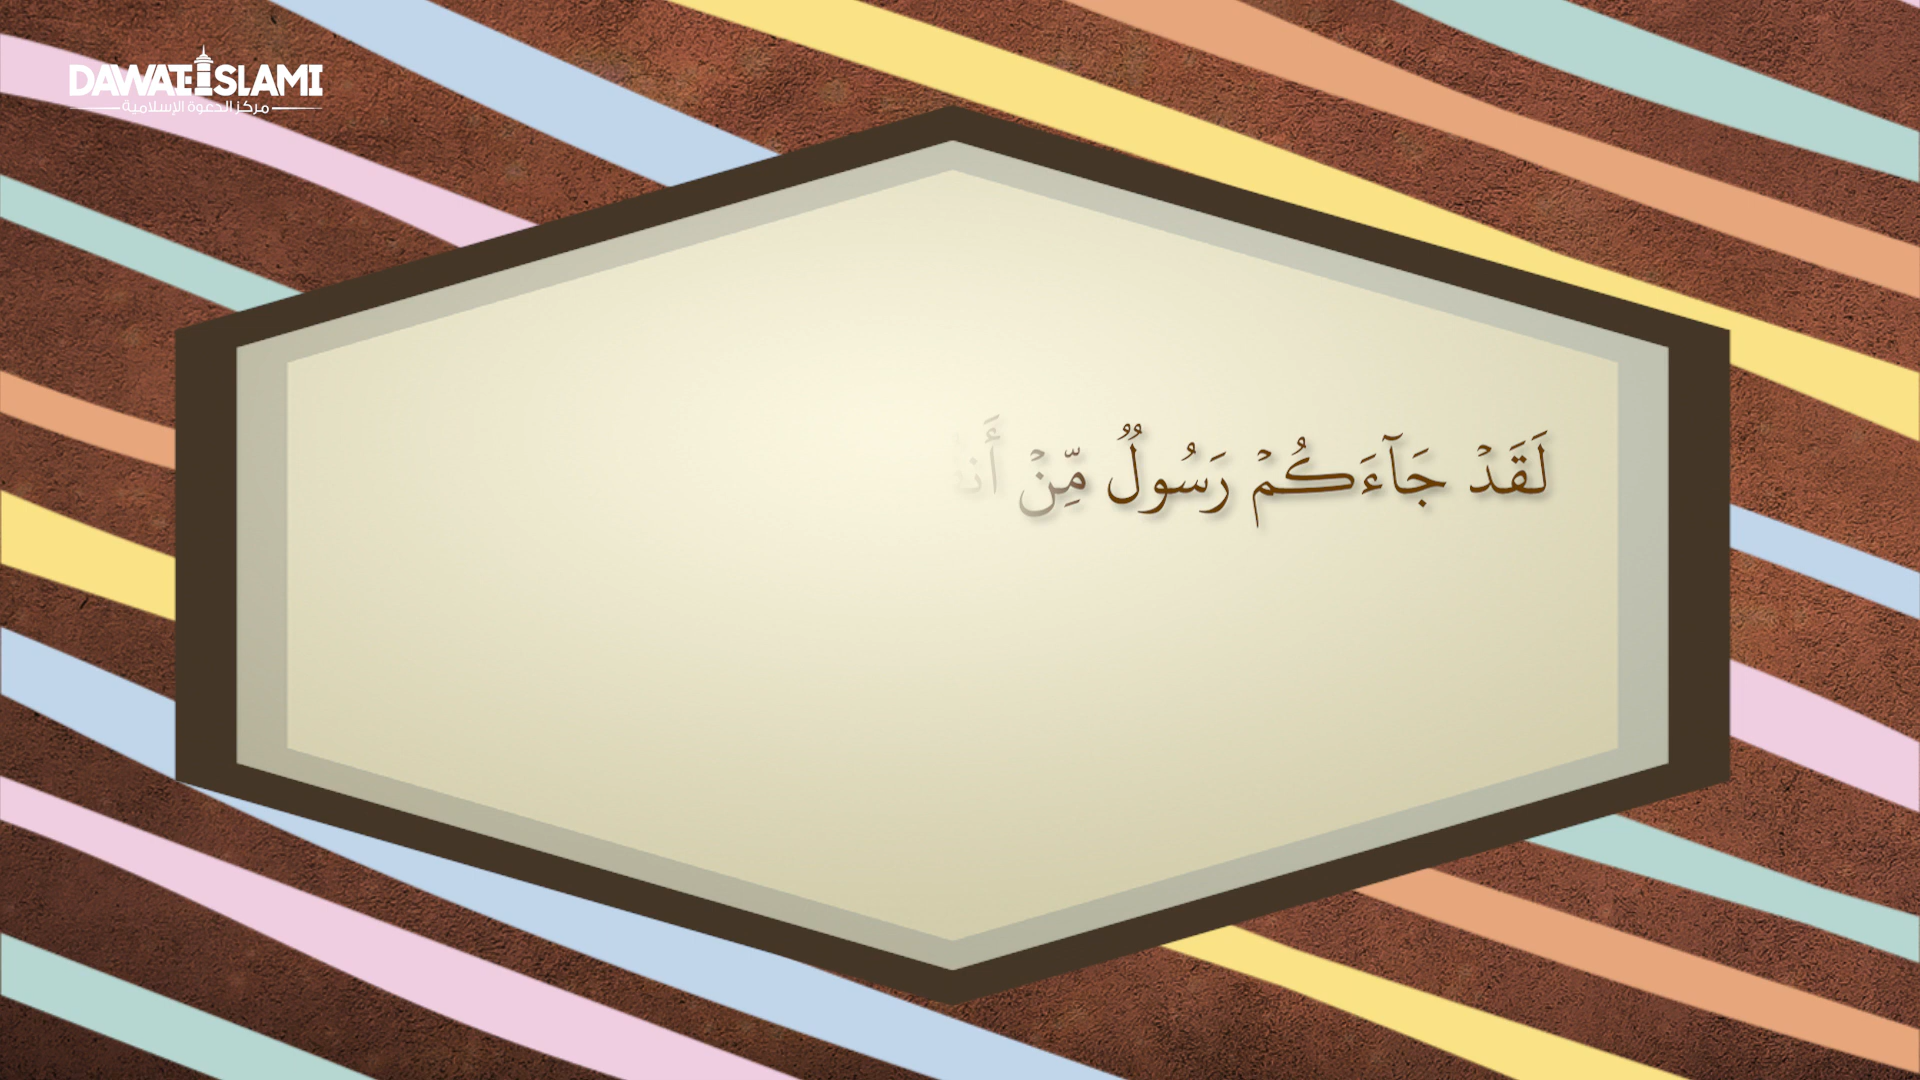 DAWATEISLAMI
مركز الدعوة الإسلامية
لَقَدۡ جَآءَكُمۡ رَسُولٌ مِّنۡ